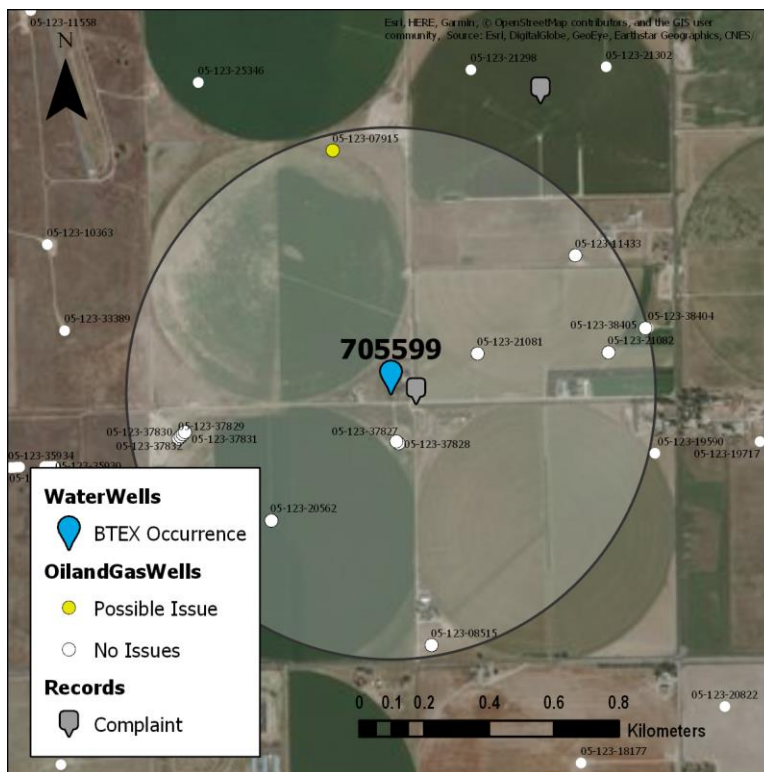 05-123-11558
Esri, HERE, Garmin, © OpenStreetMap contributors, and the GIS user
community, Source: Esri, DigitalGlobe, GeoEye, Earthstar Geographics, CNES/
N
05-123-25346
05-123-21298
05-123-21302
05-123-07915
05-123-10363
05-123-11433
05-123-33389
05-123-38405
05-123-38404
705599
05-123-21081
05-123-21082
05-123-37830
05-123-37829
05-123-37832
05-123-37831
05-123-37827
05-123-37828
05-123-35934
05-123-35930
05-123-19590
05-123-19717
WaterWells
BTEX Occurrence
OilandGasWells
Possible Issue
No Issues
Records
Complaint
05-123-20562
05-123-08515
05-123-20822
0 0.1 0.2 0.4 0.6 0.8
Kilometers
05-123-18177